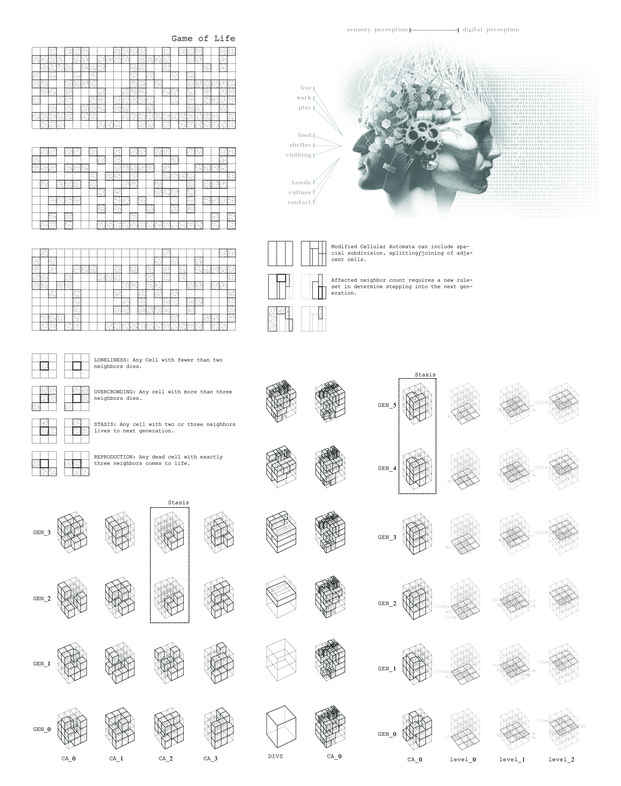 Game of Life
sensory perception
digital perception
live
work
play
food
shelter
clothing
family
culture
contact
Modified Cellular Automata can include spa-
cial subdivision, splitting/joining of adja-
cent cells.
Affected neighbor count requires a new rule-
set in determine stepping into the next gen-
eration.
LONELINESS: Any Cell with fewer than two
neighbors dies.
OVERCROWDING: Any cell with more than three
neighbors dies.
STASIS: Any cell with two or three neighbors
lives to next generation.
REPRODUCTION: Any dead cell with exactly
three neighbors comes to life.
Stasis
GEN_3
GEN_2
GEN_1
GEN_0
CA_0
CA_1
CA_2
CA_3
DIVS
CA_0
Stasis
GEN_5
GEN_4
GEN_3
GEN_2
GEN_1
GEN_0
CA_0
level_0
level_1
level_2